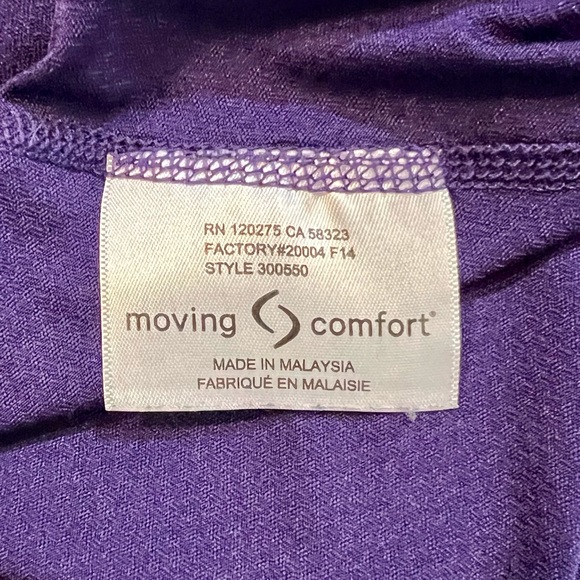 RN 120275 CA 58323
FACTORY#20004 F14
STYLE 300550
moving comfort®
MADE IN MALAYSIA
FABRIQUÉ EN MALAISIE